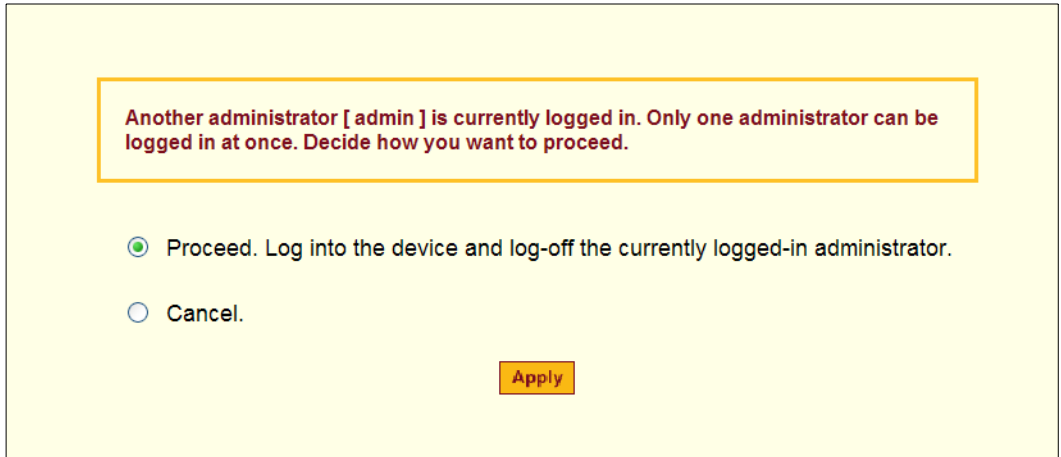 Another administrator [ admin ] is currently logged in. Only one administrator can be
logged in at once. Decide how you want to proceed.
Proceed. Log into the device and log-off the currently logged-in administrator.
Cancel.
Apply